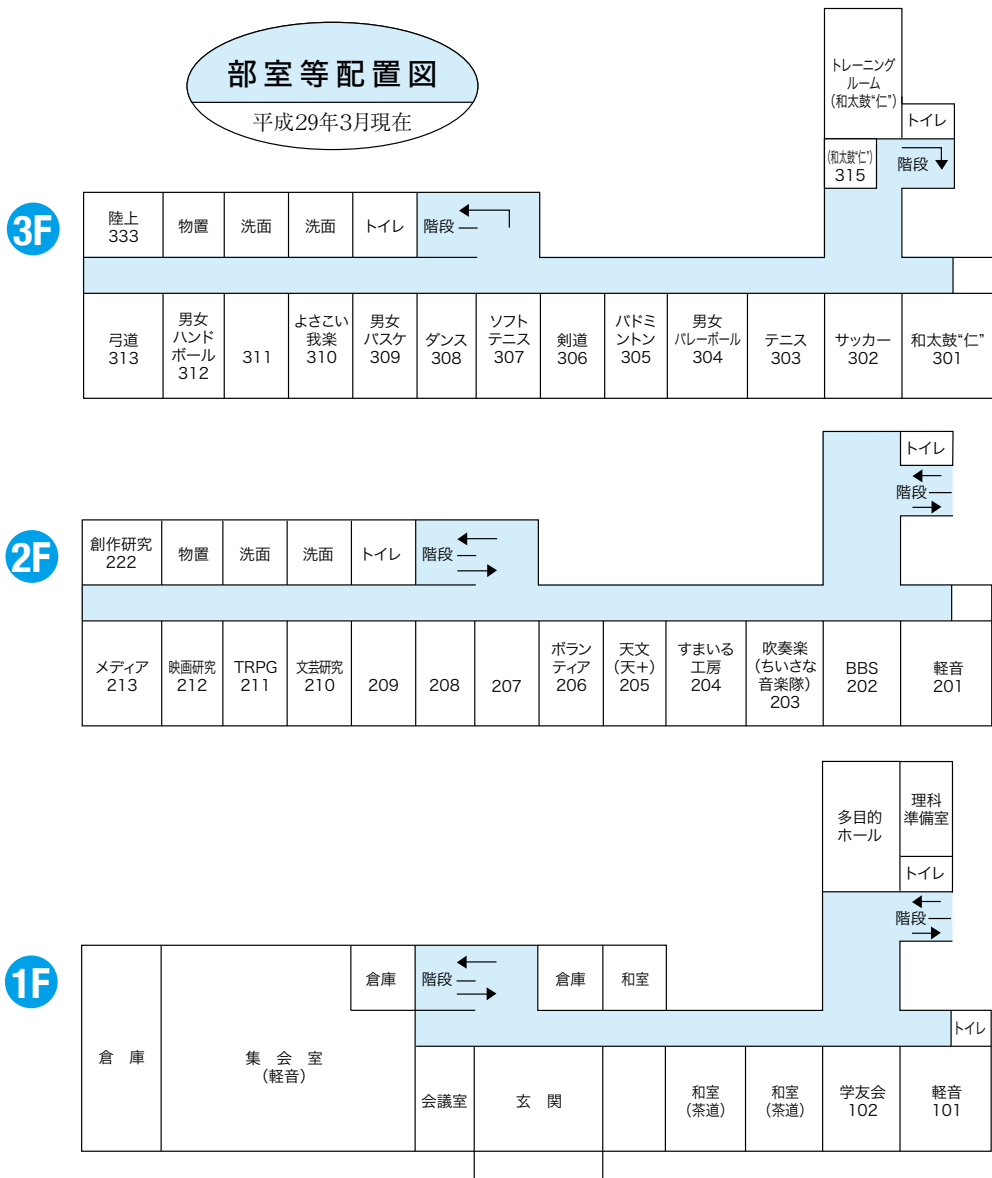 部室等配置図
平成29年3月現在
3F
トレーニング
ルーム
(和太鼓“仁”)
トイレ
(和太鼓“仁”)
315
階段
陸上
333
物置
洗面
洗面
トイレ
階段
弓道
313
男女
ハンド
ボール
312
311
よさこい
我楽
310
男女
バスケ
309
ダンス
308
ソフト
テニス
307
剣道
306
バドミ
ントン
305
男女
バレーボール
304
テニス
303
サッカー
302
和太鼓“仁”
301
2F
トイレ
階段
創作研究
222
物置
洗面
洗面
トイレ
階段
メディア
213
映画研究
212
TRPG
211
文芸研究
210
209
208
207
ボラン
ティア
206
天文
(天+)
205
すまいる
工房
204
吹奏楽
(ちいさな
音楽隊)
203
BBS
202
軽音
201
1F
多目的
ホール
理科
準備室
トイレ
階段
倉庫
集会室
(軽音)
倉庫
階段
倉庫
和室
トイレ
会議室
玄関
和室
(茶道)
和室
(茶道)
学友会
102
軽音
101